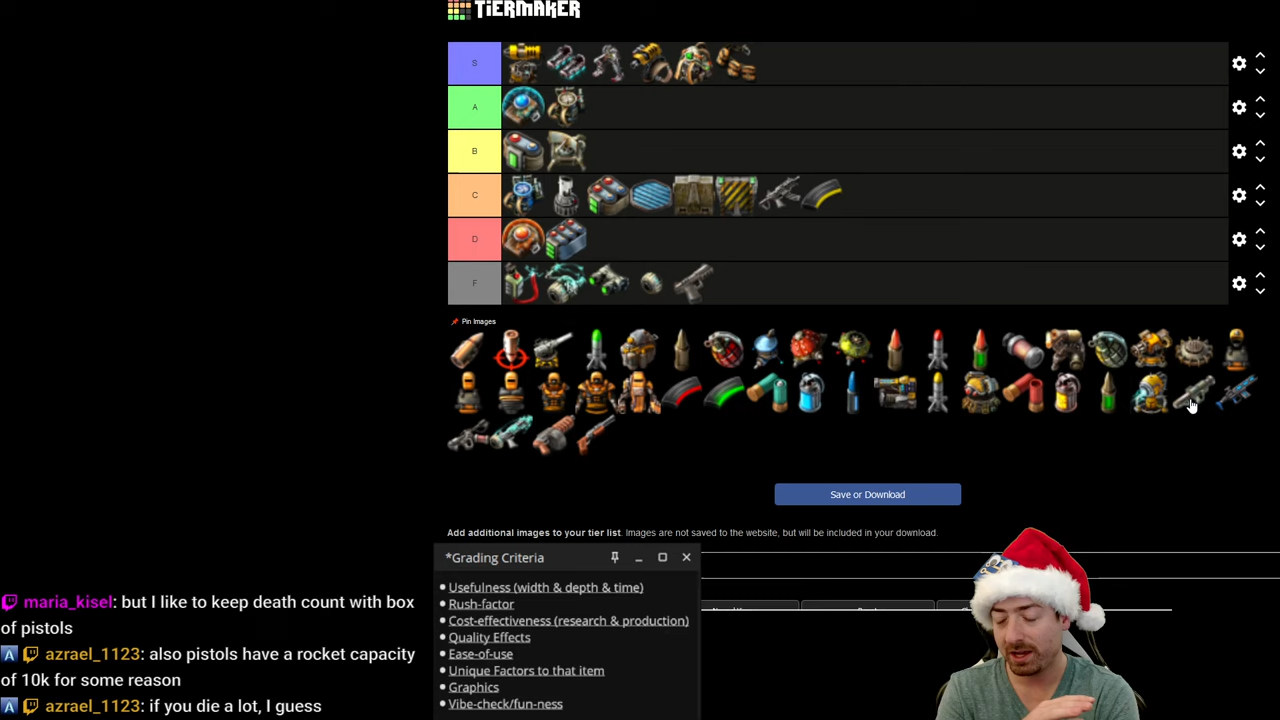 TIERMAKER
S
A
B
C
D
F
Pin Images
Save or Download
Add additional images to your tier list. Images are not saved to the website, but will be included in your download.
*Grading Criteria
Usefulness (width & depth & time)
Rush-factor
Cost-effectiveness (research & production)
Quality Effects
Ease-of-use
Unique Factors to that item
Graphics
Vibe-check/fun-ness
maria_kisel: but I like to keep death count with box
of pistols
azrael_1123: also pistols have a rocket capacity
of 10k for some reason
azrael_1123: if you die a lot, I guess